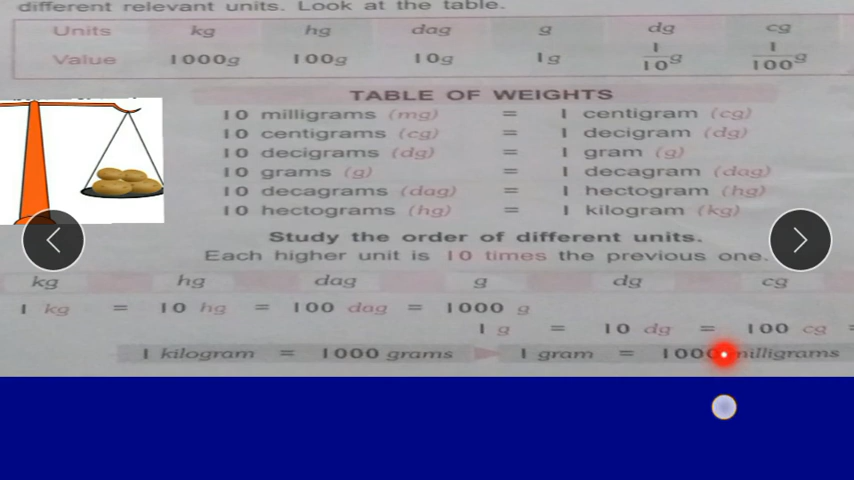 different relevant units. Look at the table.
Units kg hg dag g dg cg
Value 1000g 100g 10g 1g 1/10 g 1/100 g
TABLE OF WEIGHTS
10 milligrams (mg) = 1 centigram (cg)
10 centigrams (cg) = 1 decigram (dg)
10 decigrams (dg) = 1 gram (g)
10 grams (g) = 1 decagram (dag)
10 decagrams (dag) = 1 hectogram (hg)
10 hectograms (hg) = 1 kilogram (kg)
Study the order of different units.
Each higher unit is 10 times the previous one.
kg hg dag g dg cg
1 kg = 10 hg = 100 dag = 1000 g
1 g = 10 dg = 100 cg =
1 kilogram = 1000 grams 1 gram = 1000 milligrams